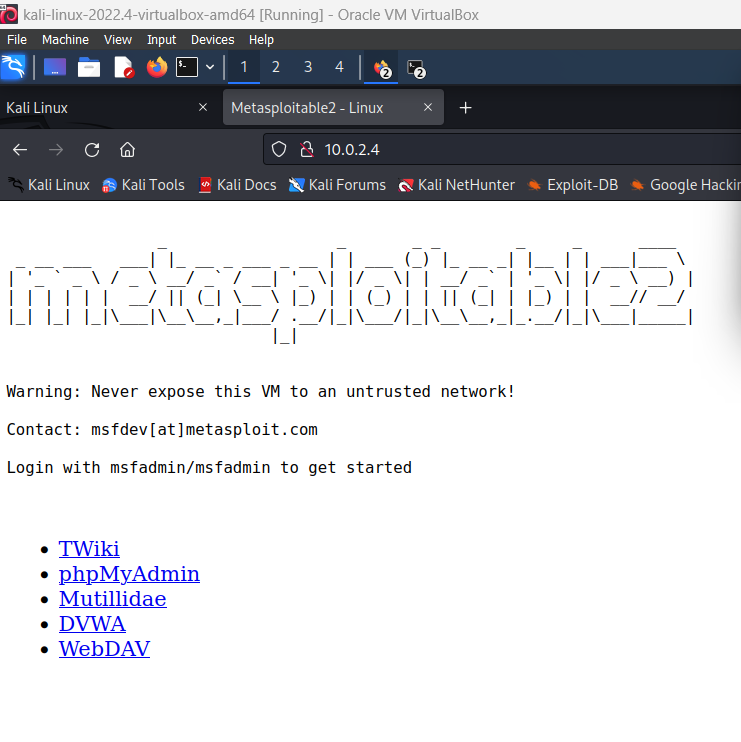 kali-linux-2022.4-virtualbox-amd64 [Running] - Oracle VM VirtualBox
File Machine View Input Devices Help
1 2 3 4 2 2
Kali Linux × Metasploitable2 - Linux × +
10.0.2.4
Kali Linux Kali Tools Kali Docs Kali Forums Kali NetHunter Exploit-DB Google Hackin
metasploitable2
Warning: Never expose this VM to an untrusted network!
Contact: msfdev[at]metasploit.com
Login with msfadmin/msfadmin to get started
• TWiki
• phpMyAdmin
• Mutillidae
• DVWA
• WebDAV